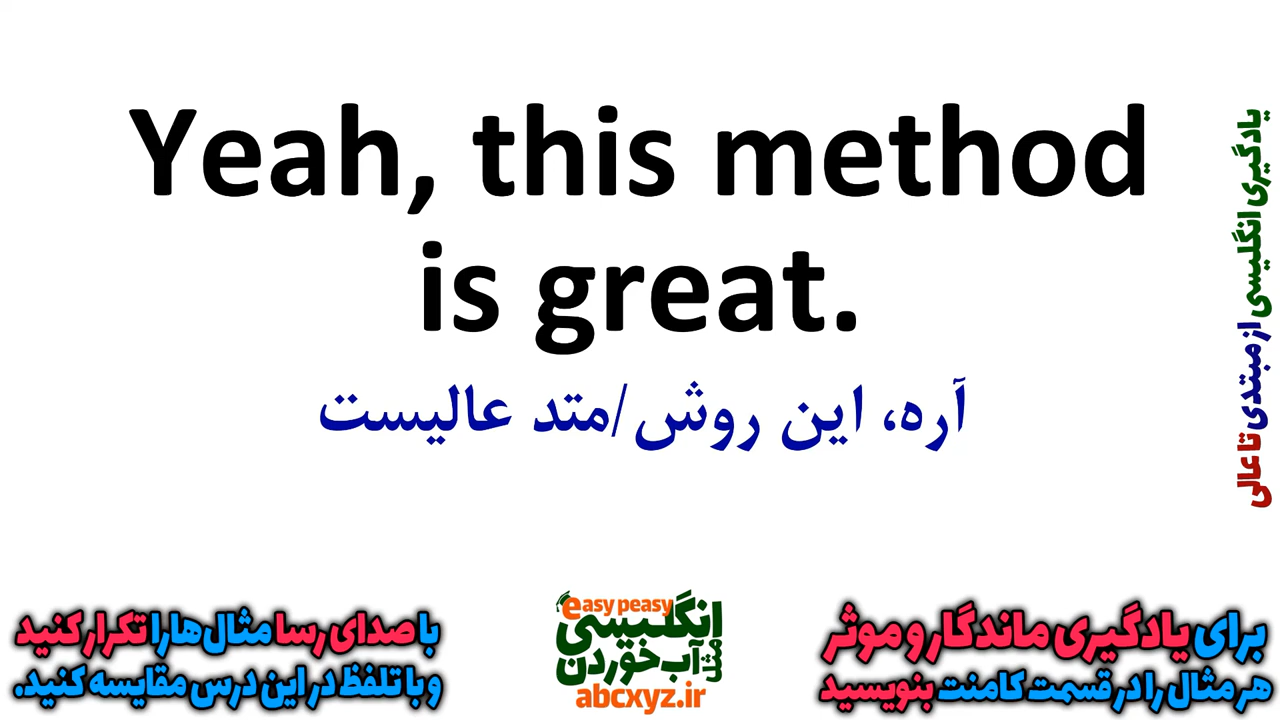 Yeah, this method
is great.
آره، این روش/متد عالیست
یادگیری انگلیسی از مبتدی تا عالی
برای یادگیری ماندگار و موثر
هر مثال را در قسمت کامنت بنویسید
easy peasy
انگلیسی
مثل
آب خوردن
abcxyz.ir
با صدای رسا مثال‌ها را تکرار کنید
و با تلفظ در این درس مقایسه کنید.